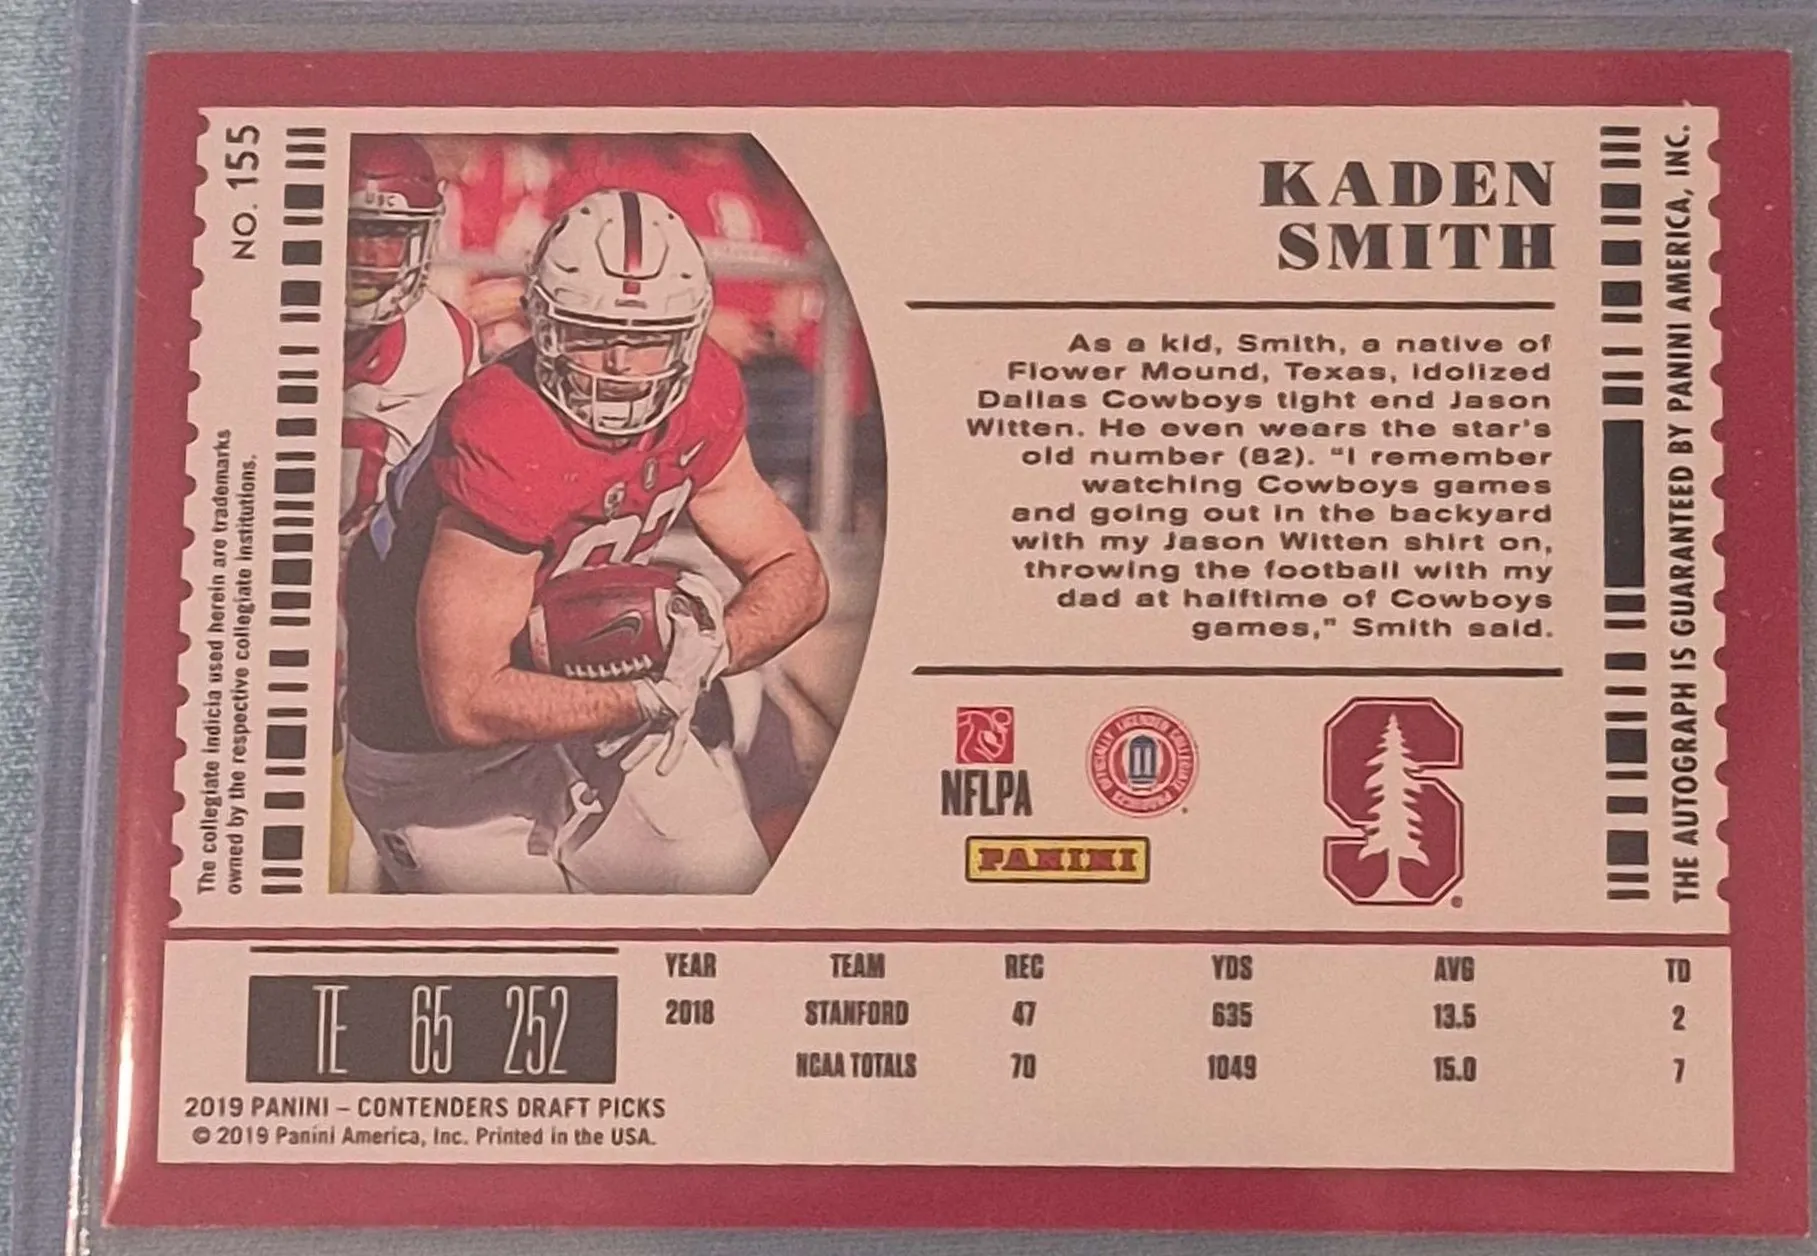 NO. 155
The collegiate indicia used herein are trademarks
owned by the respective collegiate institutions.
USC
KADEN
SMITH
As a kid, Smith, a native of
Flower Mound, Texas, idolized
Dallas Cowboys tight end Jason
Witten. He even wears the star's
old number (82). "I remember
watching Cowboys games
and going out in the backyard
with my Jason Witten shirt on,
throwing the football with my
dad at halftime of Cowboys
games," Smith said.
NFLPA
OFFICIALLY LICENSED COLLEGIATE PRODUCTS
PANINI
S
®
THE AUTOGRAPH IS GUARANTEED BY PANINI AMERICA, INC.
TE 65 252
YEAR TEAM REC YDS AVG TD
2018 STANFORD 47 635 13.5 2
NCAA TOTALS 70 1049 15.0 7
2019 PANINI – CONTENDERS DRAFT PICKS
© 2019 Panini America, Inc. Printed in the USA.